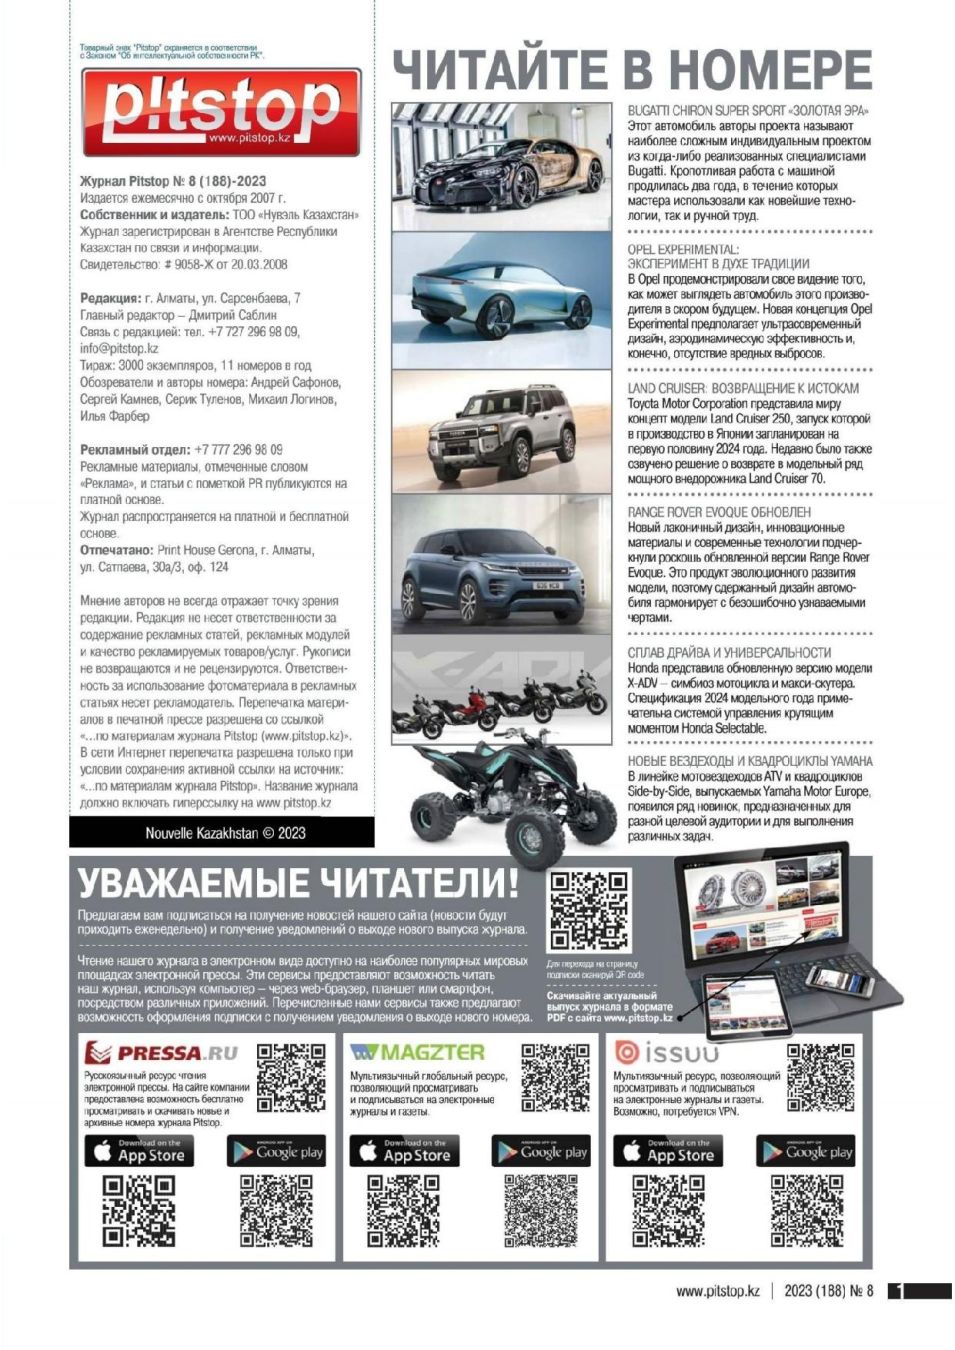 Товарный знак "Pitstop" охраняется в соответствии
с Законом "Об интеллектуальной собственности РК".
p!tstop
www.pitstop.kz
Журнал Pitstop № 8 (188)-2023
Издается ежемесячно с октября 2007 г.
Собственник и издатель: ТОО «Нувэль Казахстан»
Журнал зарегистрирован в Агентстве Республики
Казахстан по связи и информации.
Свидетельство: # 9058-Ж от 20.03.2008
Редакция: г. Алматы, ул. Сарсенбаева, 7
Главный редактор – Дмитрий Саблин
Связь с редакцией: тел. +7 727 296 98 09,
info@pitstop.kz
Тираж: 3000 экземпляров, 11 номеров в год
Обозреватели и авторы номера: Андрей Сафонов,
Сергей Камнев, Серик Туленов, Михаил Логинов,
Илья Фарбер
Рекламный отдел: +7 777 296 98 09
Рекламные материалы, отмеченные словом
«Реклама», и статьи с пометкой PR публикуются на
платной основе.
Журнал распространяется на платной и бесплатной
основе.
Отпечатано: Print House Gerona, г. Алматы,
ул. Сатпаева, 30а/3, оф. 124
Мнение авторов не всегда отражает точку зрения
редакции. Редакция не несет ответственности за
содержание рекламных статей, рекламных модулей
и качество рекламируемых товаров/услуг. Рукописи
не возвращаются и не рецензируются. Ответствен-
ность за использование фотоматериала в рекламных
статьях несет рекламодатель. Перепечатка матери-
алов в печатной прессе разрешена со ссылкой
«...по материалам журнала Pitstop (www.pitstop.kz)».
В сети Интернет перепечатка разрешена только при
условии сохранения активной ссылки на источник:
«...по материалам журнала Pitstop». Название журнала
должно включать гиперссылку на www.pitstop.kz
Nouvelle Kazakhstan © 2023
ЧИТАЙТЕ В НОМЕРЕ
BUGATTI CHIRON SUPER SPORT «ЗОЛОТАЯ ЭРА»
Этот автомобиль авторы проекта называют
наиболее сложным индивидуальным проектом
из когда-либо реализованных специалистами
Bugatti. Кропотливая работа с машиной
продлилась два года, в течение которых
мастера использовали как новейшие техно-
логии, так и ручной труд.
OPEL EXPERIMENTAL:
ЭКСПЕРИМЕНТ В ДУХЕ ТРАДИЦИИ
В Opel продемонстрировали свое видение того,
как может выглядеть автомобиль этого произво-
дителя в скором будущем. Новая концепция Opel
Experimental предполагает ультрасовременный
дизайн, аэродинамическую эффективность и,
конечно, отсутствие вредных выбросов.
LAND CRUISER: ВОЗВРАЩЕНИЕ К ИСТОКАМ
Toyota Motor Corporation представила миру
концепт модели Land Cruiser 250, запуск которой
в производство в Японии запланирован на
первую половину 2024 года. Недавно было также
озвучено решение о возврате в модельный ряд
мощного внедорожника Land Cruiser 70.
RANGE ROVER EVOQUE ОБНОВЛЕН
Новый лаконичный дизайн, инновационные
материалы и современные технологии подчер-
кнули роскошь обновленной версии Range Rover
Evoque. Это продукт эволюционного развития
модели, поэтому сдержанный дизайн автомо-
биля гармонирует с безошибочно узнаваемыми
чертами.
X-ADV
СПЛАВ ДРАЙВА И УНИВЕРСАЛЬНОСТИ
Honda представила обновленную версию модели
X-ADV – симбиоз мотоцикла и макси-скутера.
Спецификация 2024 модельного года приме-
чательна системой управления крутящим
моментом Honda Selectable.
НОВЫЕ ВЕЗДЕХОДЫ И КВАДРОЦИКЛЫ YAMAHA
В линейке мотовездеходов ATV и квадроциклов
Side-by-Side, выпускаемых Yamaha Motor Europe,
появился ряд новинок, предназначенных для
разной целевой аудитории и для выполнения
различных задач.
УВАЖАЕМЫЕ ЧИТАТЕЛИ!
Предлагаем вам подписаться на получение новостей нашего сайта (новости будут
приходить еженедельно) и получение уведомлений о выходе нового выпуска журнала.
Чтение нашего журнала в электронном виде доступно на наиболее популярных мировых
площадках электронной прессы. Эти сервисы предоставляют возможность читать
наш журнал, используя компьютер – через web-браузер, планшет или смартфон,
посредством различных приложений. Перечисленные нами сервисы также предлагают
возможность оформления подписки с получением уведомления о выходе нового номера.
Для перехода на страницу
подписки сканируй QR code
Скачивайте актуальный
выпуск журнала в формате
PDF с сайта www.pitstop.kz
PRESSA.RU
Русскоязычный ресурс чтения
электронной прессы. На сайте компании
предоставлена возможность бесплатно
просматривать и скачивать новые и
архивные номера журнала Pitstop.
Download on the
App Store
ANDROID APP ON
Google play
MAGZTER
Мультиязычный глобальный ресурс,
позволяющий просматривать
и подписываться на электронные
журналы и газеты.
Download on the
App Store
ANDROID APP ON
Google play
issuu
Мультиязычный ресурс, позволяющий
просматривать и подписываться
на электронные журналы и газеты.
Возможно, потребуется VPN.
Download on the
App Store
ANDROID APP ON
Google play
www.pitstop.kz | 2023 (188) № 8 1